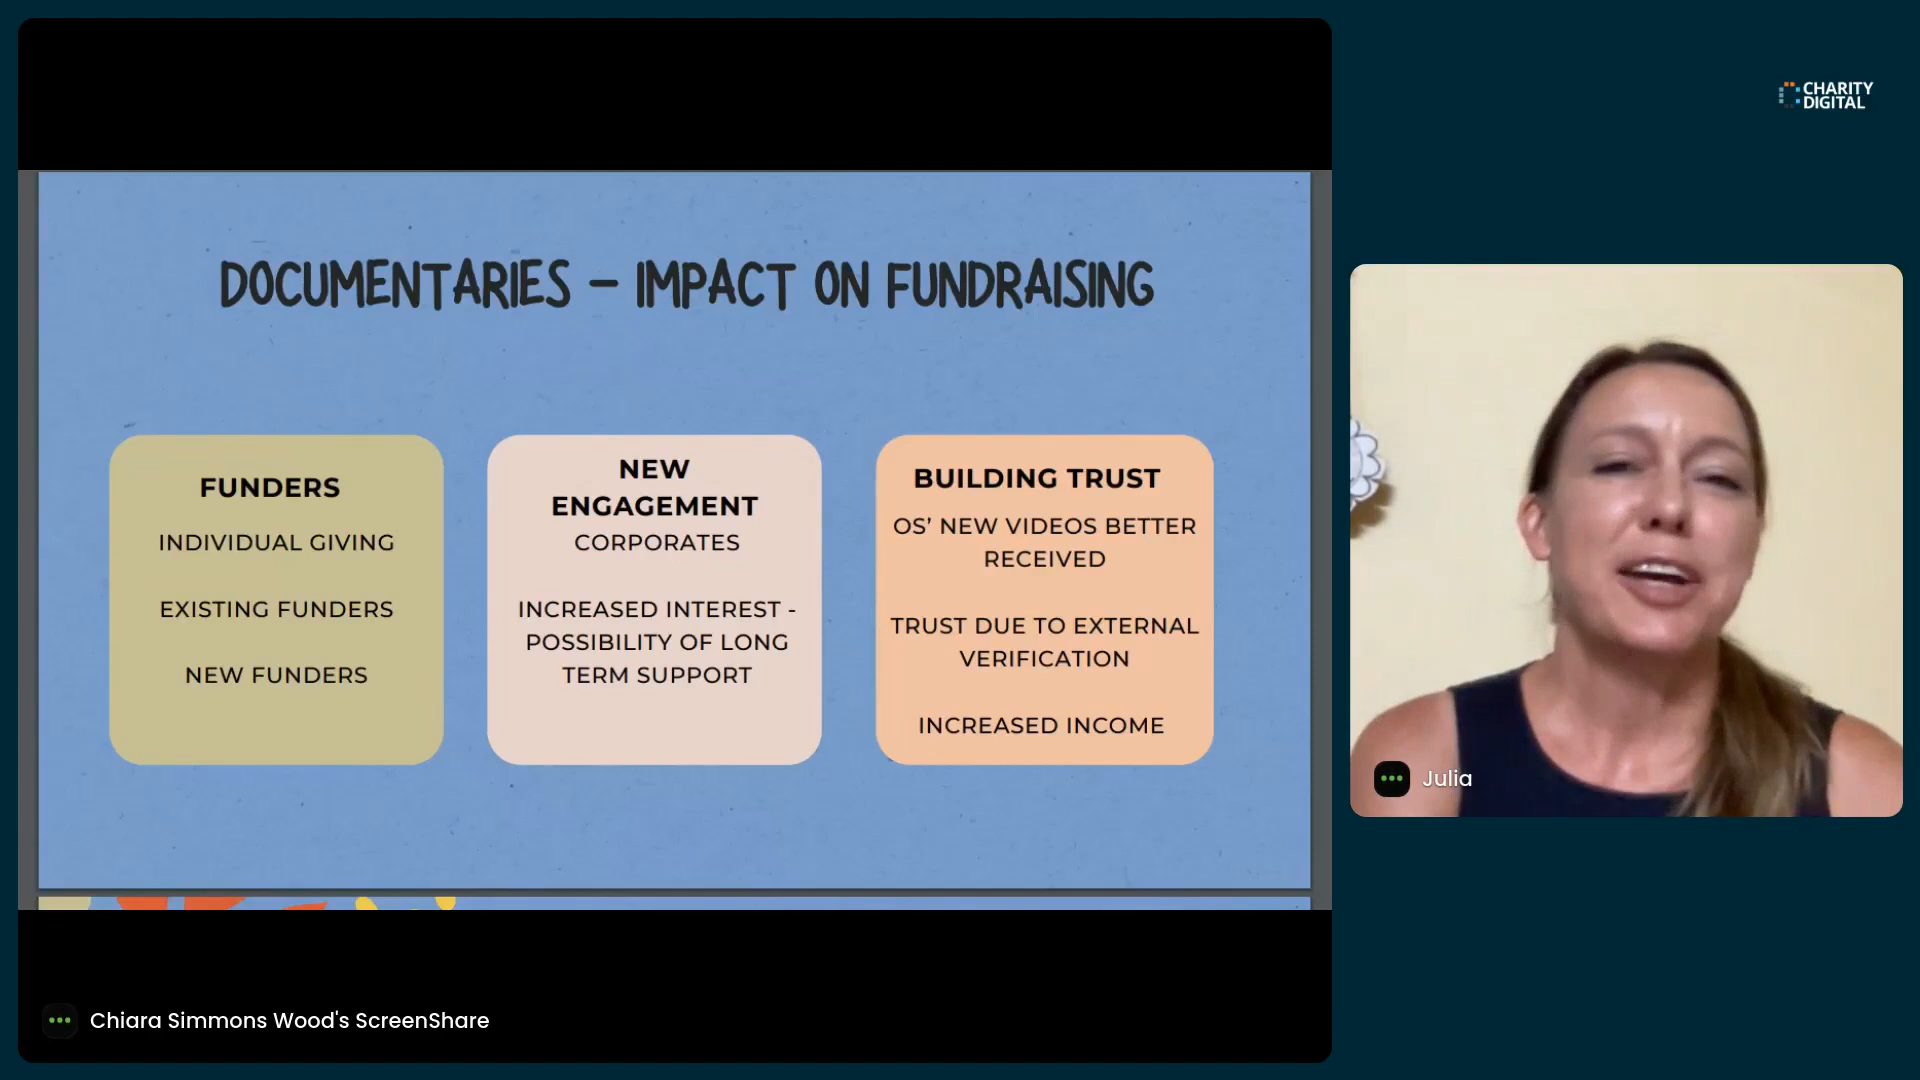 CHARITY
DIGITAL
DOCUMENTARIES – IMPACT ON FUNDRAISING
FUNDERS
INDIVIDUAL GIVING
EXISTING FUNDERS
NEW FUNDERS
NEW
ENGAGEMENT
CORPORATES
INCREASED INTEREST -
POSSIBILITY OF LONG
TERM SUPPORT
BUILDING TRUST
OS’ NEW VIDEOS BETTER
RECEIVED
TRUST DUE TO EXTERNAL
VERIFICATION
INCREASED INCOME
Julia
Chiara Simmons Wood's ScreenShare